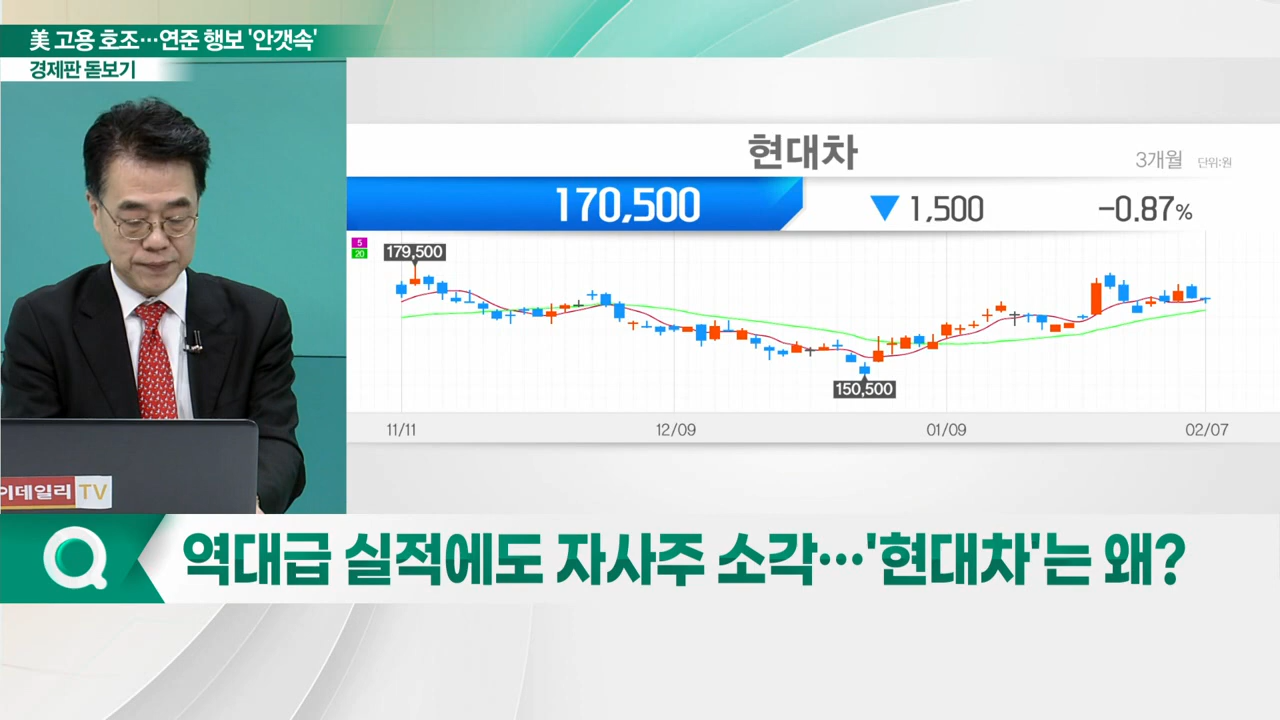 美 고용 호조…연준 행보 '안갯속'
경제판 돋보기
현대차
3개월 단위:원
170,500 ▼ 1,500 -0.87%
5
20
179,500
150,500
11/11 12/09 01/09 02/07
이데일리 TV
역대급 실적에도 자사주 소각…'현대차'는 왜?